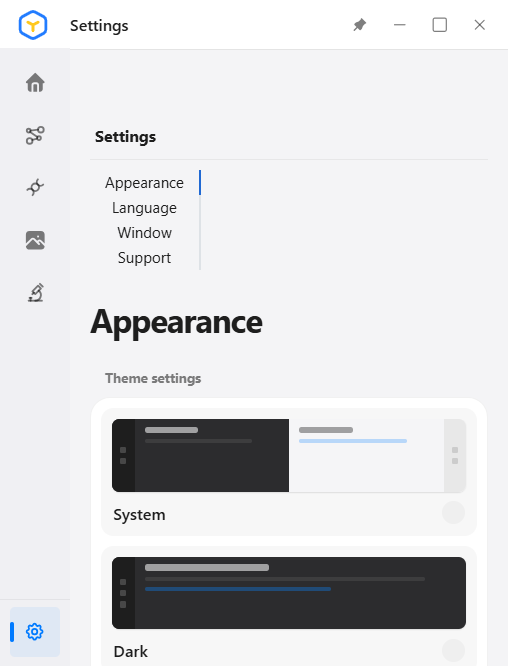 Settings
Settings
Appearance
Language
Window
Support
Appearance
Theme settings
System
Dark